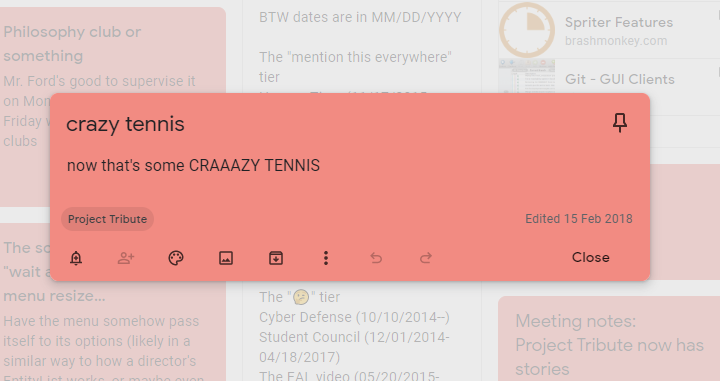 Philosophy club or
something
Mr. Ford's good to supervise it
on Mon
Friday
clubs
The so
"wait a
menu resize...
Have the menu somehow pass
itself to its options (likely in a
similar way to how a director's
EntityList works, or maybe even
BTW dates are in MM/DD/YYYY
The "mention this everywhere"
tier
crazy tennis
now that's some CRAAAZY TENNIS
Project Tribute
Edited 15 Feb 2018
Close
The "🤔" tier
Cyber Defense (10/10/2014--)
Student Council (12/01/2014-
04/18/2017)
The FAL video (05/20/2015-
Spriter Features
brashmonkey.com
Git - GUI Clients
Meeting notes:
Project Tribute now has
stories